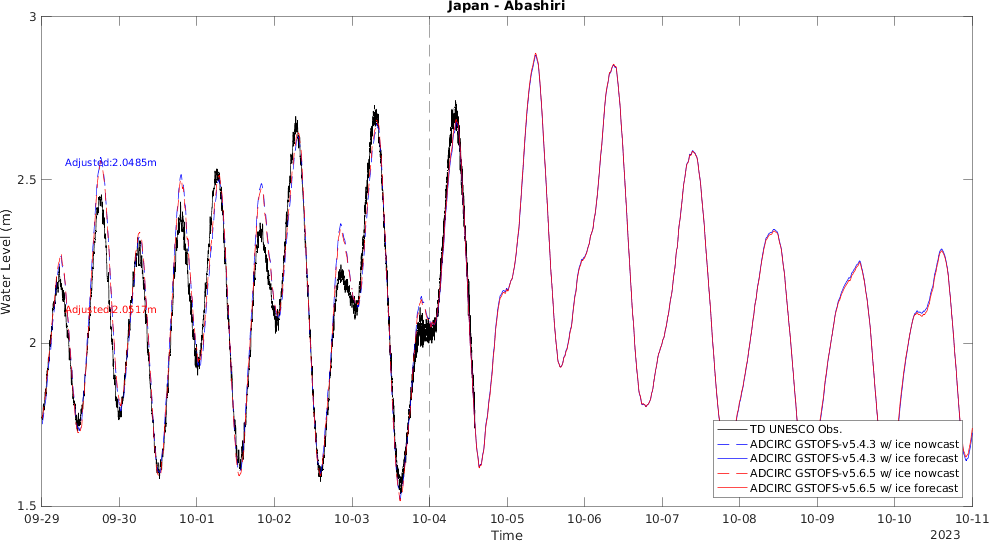 Japan - Abashiri
3
2.5
2
1.5
Water Level (m)
Adjusted:2.0485m
Adjusted:2.0517m
TD UNESCO Obs.
ADCIRC GSTOFS-v5.4.3 w/ ice nowcast
ADCIRC GSTOFS-v5.4.3 w/ ice forecast
ADCIRC GSTOFS-v5.6.5 w/ ice nowcast
ADCIRC GSTOFS-v5.6.5 w/ ice forecast
09-29 09-30 10-01 10-02 10-03 10-04 10-05 10-06 10-07 10-08 10-09 10-10 10-11
Time
2023